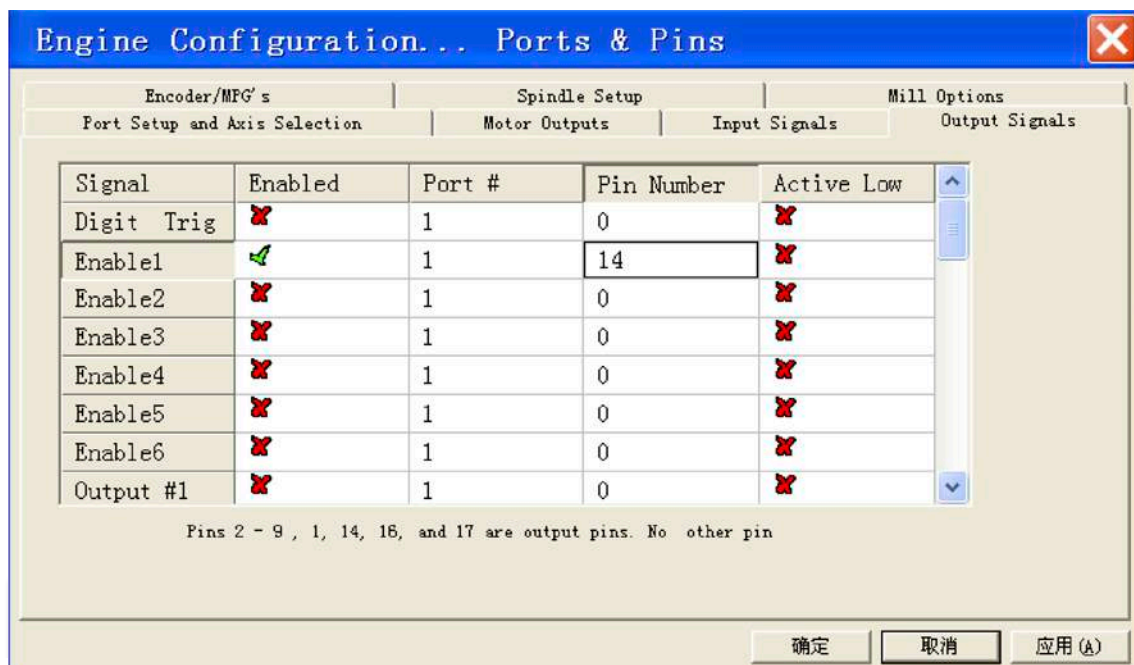 Engine Configuration... Ports & Pins
Encoder/MPG's Spindle Setup Mill Options
Port Setup and Axis Selection Motor Outputs Input Signals Output Signals
Signal Enabled Port # Pin Number Active Low
Digit Trig 1 0
Enable1 1 14
Enable2 1 0
Enable3 1 0
Enable4 1 0
Enable5 1 0
Enable6 1 0
Output #1 1 0
Pins 2 - 9 , 1, 14, 16, and 17 are output pins. No other pin
确定 取消 应用(A)